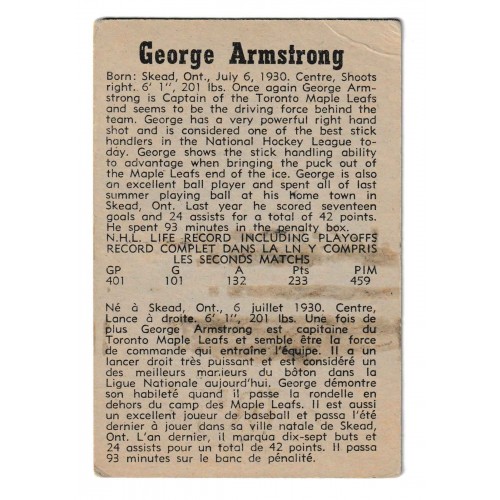 George Armstrong
Born: Skead, Ont., July 6, 1930. Centre, Shoots
right. 6' 1", 201 lbs. Once again George Arm-
strong is Captain of the Toronto Maple Leafs
and seems to be the driving force behind the
team. George has a very powerful right hand
shot and is considered one of the best stick
handlers in the National Hockey League to-
day. George shows the stick handling ability
to advantage when bringing the puck out of
the Maple Leafs end of the ice. George is also
an excellent ball player and spent all of last
summer playing ball at his home town in
Skead, Ont. Last year he scored seventeen
goals and 24 assists for a total of 42 points.
He spent 93 minutes in the penalty box.
N.H.L. LIFE RECORD INCLUDING PLAYOFFS
RECORD COMPLET DANS LA LN Y COMPRIS
LES SECONDS MATCHS
GP G A Pts PIM
401 101 132 233 459
Né à Skead, Ont., 6 juillet 1930. Centre,
Lance à droite. 6' 1", 201 lbs. Une fois de
plus George Armstrong est capitaine du
Toronto Maple Leafs et semble être la force
de commande qui entraîne l'équipe. Il a un
lancer droit très puissant et est considéré un
des meilleurs manieurs du bôton dans la
Ligue Nationale aujourd'hui. George démontre
son habileté quand il passe la rondelle en
dehors du camp des Maple Leafs. Il est aussi
un excellent joueur de baseball et passa l'été
dernier à jouer dans sa ville natale de Skead,
Ont. L'an dernier, il marqua dix-sept buts et
24 assists pour un total de 42 points. Il passa
93 minutes sur le banc de pénalité.